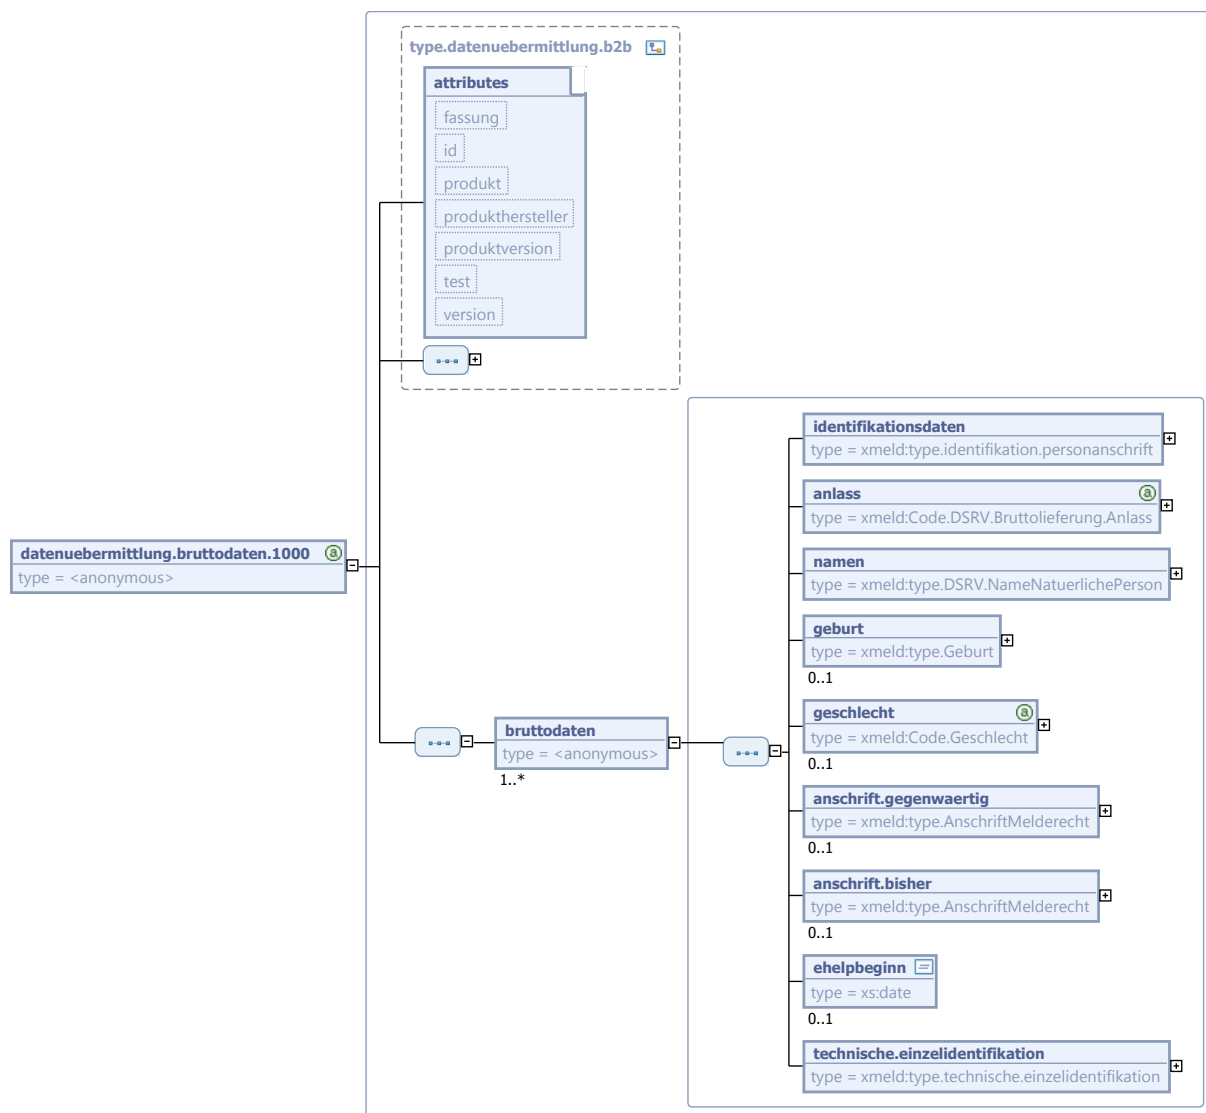 type.datenuebermittlung.b2b
attributes
fassung
id
produkt
produkthersteller
produktversion
test
version
datenuebermittlung.bruttodaten.1000 a
type = <anonymous>
bruttodaten
type = <anonymous>
1..*
identifikationsdaten
type = xmeld:type.identifikation.personanschrift
anlass a
type = xmeld:Code.DSRV.Bruttolieferung.Anlass
namen
type = xmeld:type.DSRV.NameNatuerlichePerson
geburt
type = xmeld:type.Geburt
0..1
geschlecht a
type = xmeld:Code.Geschlecht
0..1
anschrift.gegenwaertig
type = xmeld:type.AnschriftMelderecht
0..1
anschrift.bisher
type = xmeld:type.AnschriftMelderecht
0..1
ehelpbeginn
type = xs:date
0..1
technische.einzelidentifikation
type = xmeld:type.technische.einzelidentifikation